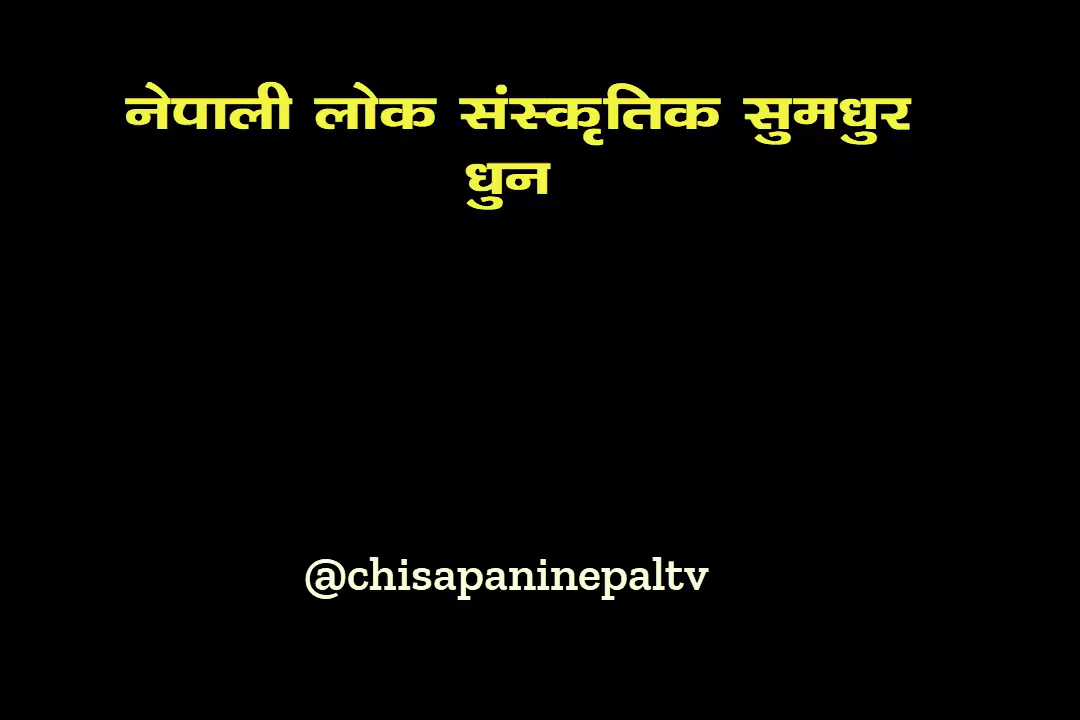 नेपाली लोक संस्कृतिक सुमधुर
धुन
@chisapaninepaltv